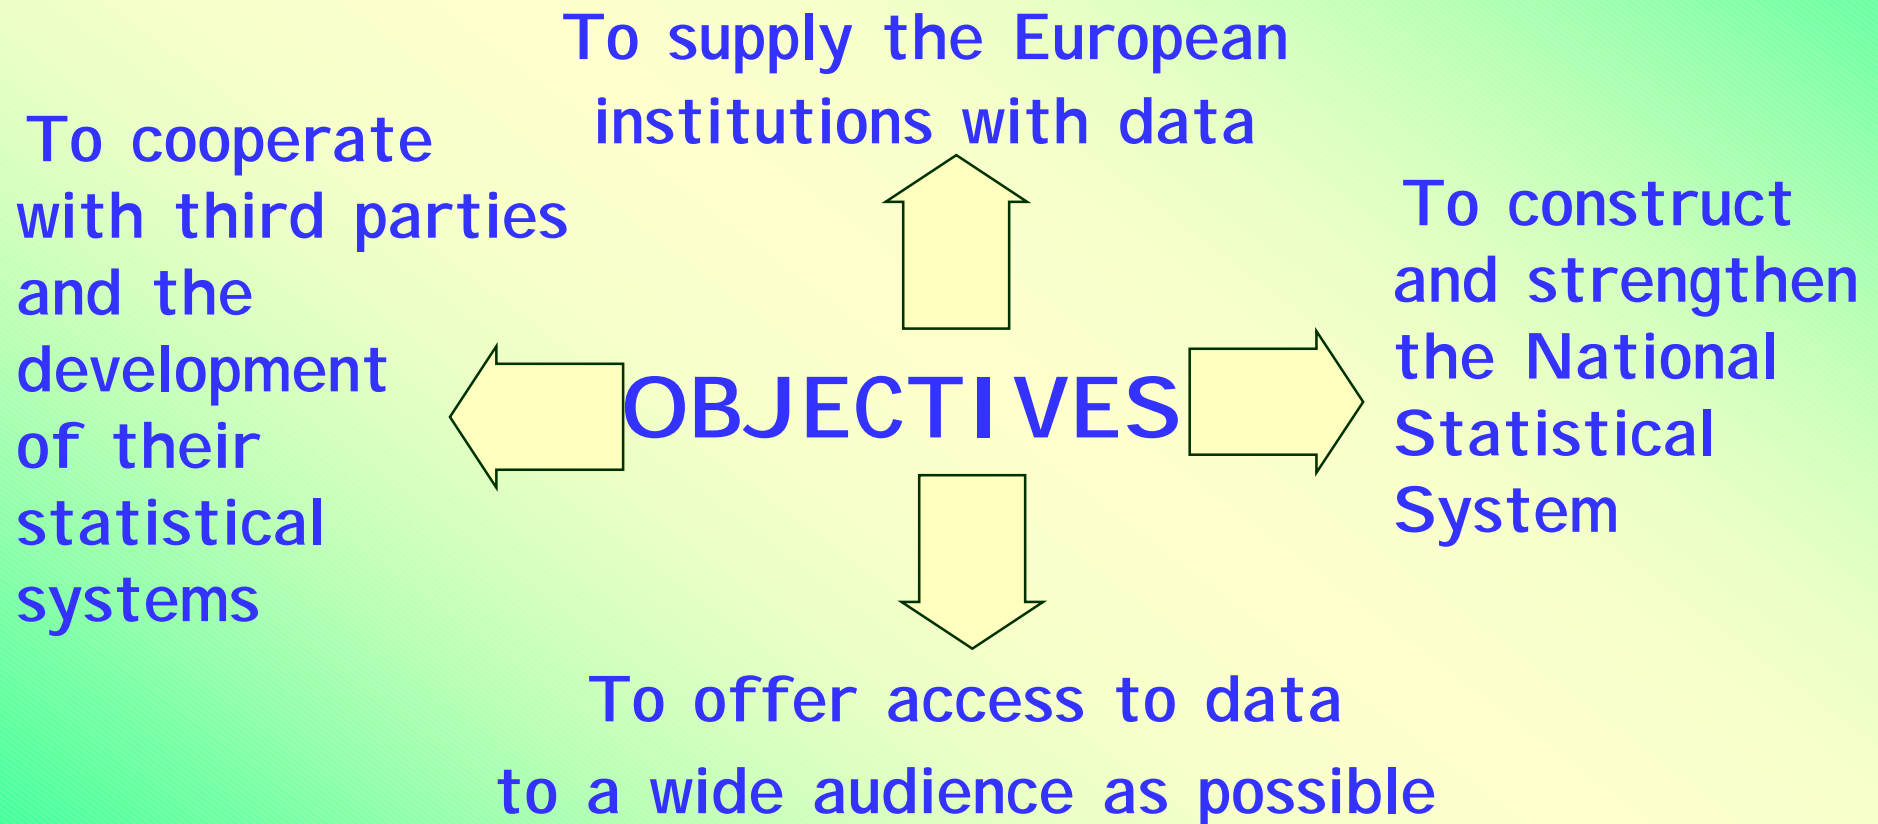 To supply the European
institutions with data
To cooperate
with third parties
and the
development
of their
statistical
systems
OBJECTIVES
To construct
and strengthen
the National
Statistical
System
To offer access to data
to a wide audience as possible